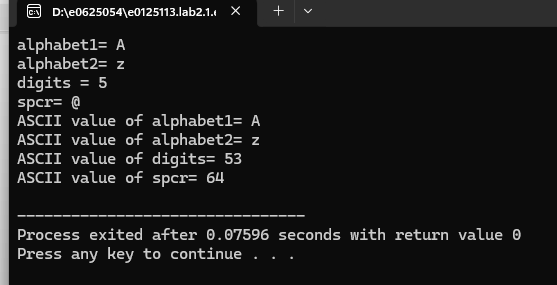 D:\e0625054\e0125113.lab2.1.e
alphabet1= A
alphabet2= z
digits = 5
spcr= @
ASCII value of alphabet1= A
ASCII value of alphabet2= z
ASCII value of digits= 53
ASCII value of spcr= 64
--------------------------------
Process exited after 0.07596 seconds with return value 0
Press any key to continue . . .